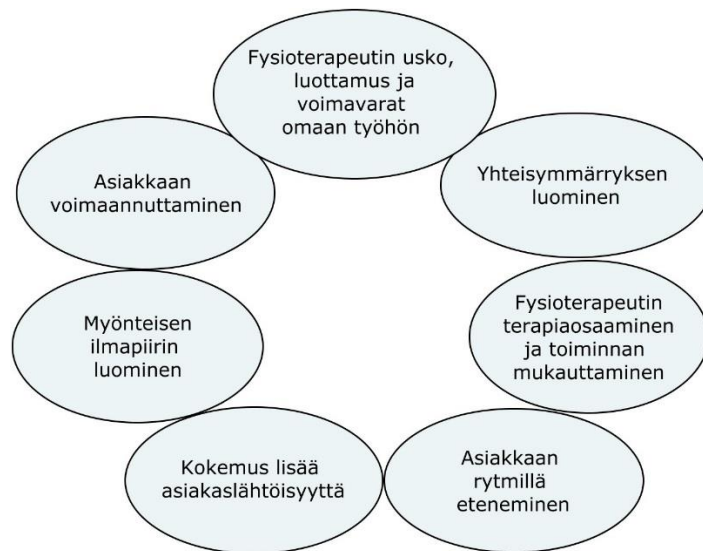 Fysioterapeutin usko,
luottamus ja
voimavarat
omaan työhön
Yhteisymmärryksen
luominen
Fysioterapeutin
terapiaosaaminen
ja toiminnan
mukauttaminen
Asiakkaan
rytmillä
eteneminen
Kokemus lisää
asiakaslähtöisyyttä
Myönteisen
ilmapiirin
luominen
Asiakkaan
voimaannuttaminen